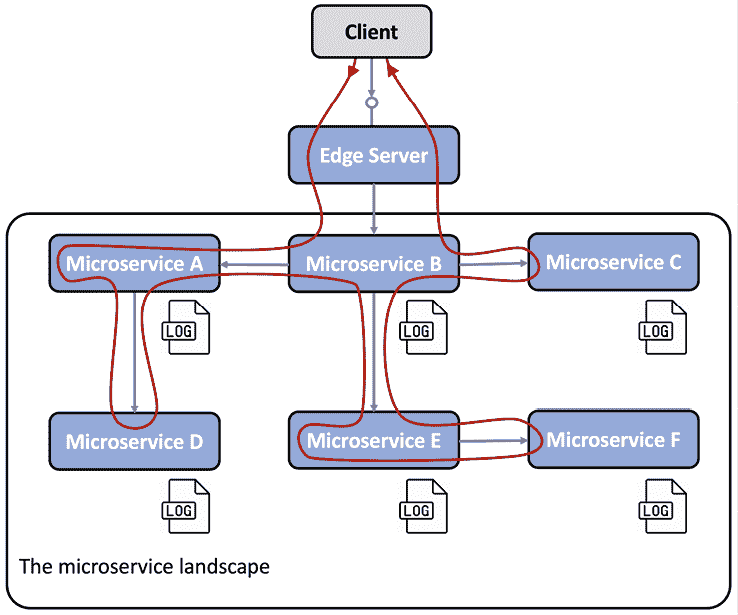 Client
Edge Server
Microservice A
Microservice B
Microservice C
LOG
LOG
LOG
Microservice D
Microservice E
Microservice F
LOG
LOG
LOG
The microservice landscape